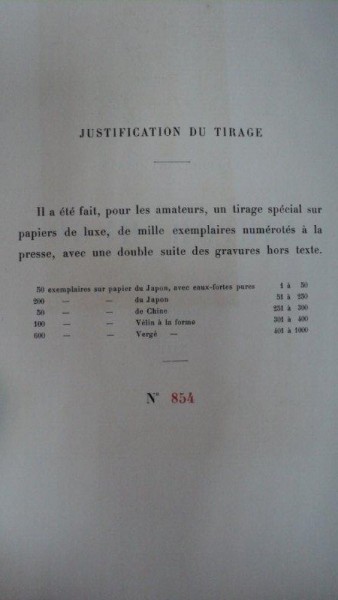 JUSTIFICATION DU TIRAGE
Il a été fait, pour les amateurs, un tirage spécial sur
papiers de luxe, de mille exemplaires numérotés à la
presse, avec une double suite des gravures hors texte.
50 exemplaires sur papier du Japon, avec eaux-fortes pures 1 à 50
200 — — du Japon 51 à 250
50 — — de Chine 251 à 300
100 — — Vélin à la forme 301 à 400
600 — — Vergé — 401 à 1000
N° 854